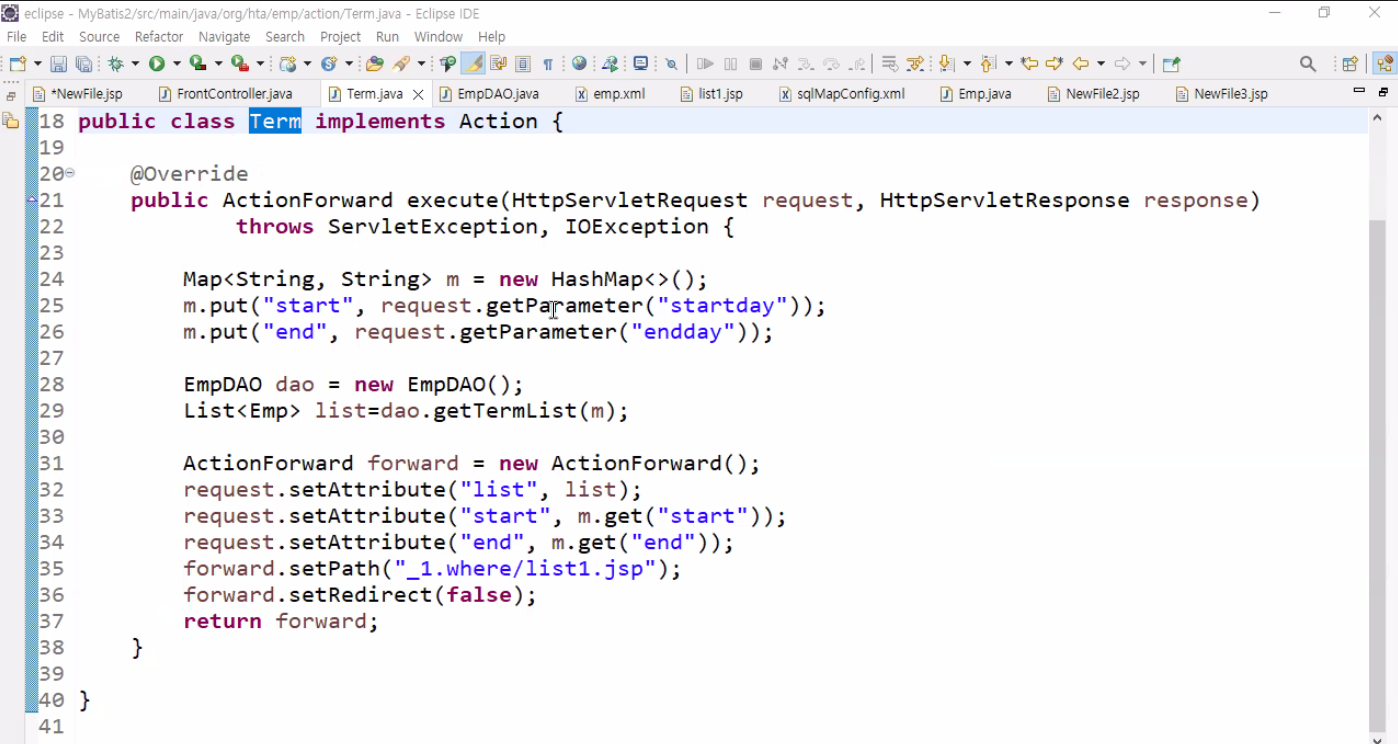 eclipse - MyBatis2/src/main/java/org/hta/emp/action/Term.java - Eclipse IDE
File Edit Source Refactor Navigate Search Project Run Window Help
*NewFile.jsp FrontController.java Term.java EmpDAO.java emp.xml list1.jsp sqlMapConfig.xml Emp.java NewFile2.jsp NewFile3.jsp
18 public class Term implements Action {
19
20 @Override
21 public ActionForward execute(HttpServletRequest request, HttpServletResponse response)
22 throws ServletException, IOException {
23
24 Map<String, String> m = new HashMap<>();
25 m.put("start", request.getParameter("startday"));
26 m.put("end", request.getParameter("endday"));
27
28 EmpDAO dao = new EmpDAO();
29 List<Emp> list=dao.getTermList(m);
30
31 ActionForward forward = new ActionForward();
32 request.setAttribute("list", list);
33 request.setAttribute("start", m.get("start"));
34 request.setAttribute("end", m.get("end"));
35 forward.setPath("_1.where/list1.jsp");
36 forward.setRedirect(false);
37 return forward;
38 }
39
40 }
41